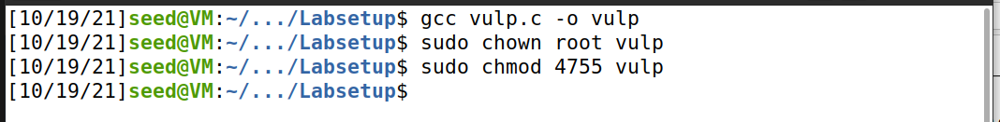 [10/19/21]seed@VM:~/.../Labsetup$ gcc vulp.c -o vulp
[10/19/21]seed@VM:~/.../Labsetup$ sudo chown root vulp
[10/19/21]seed@VM:~/.../Labsetup$ sudo chmod 4755 vulp
[10/19/21]seed@VM:~/.../Labsetup$